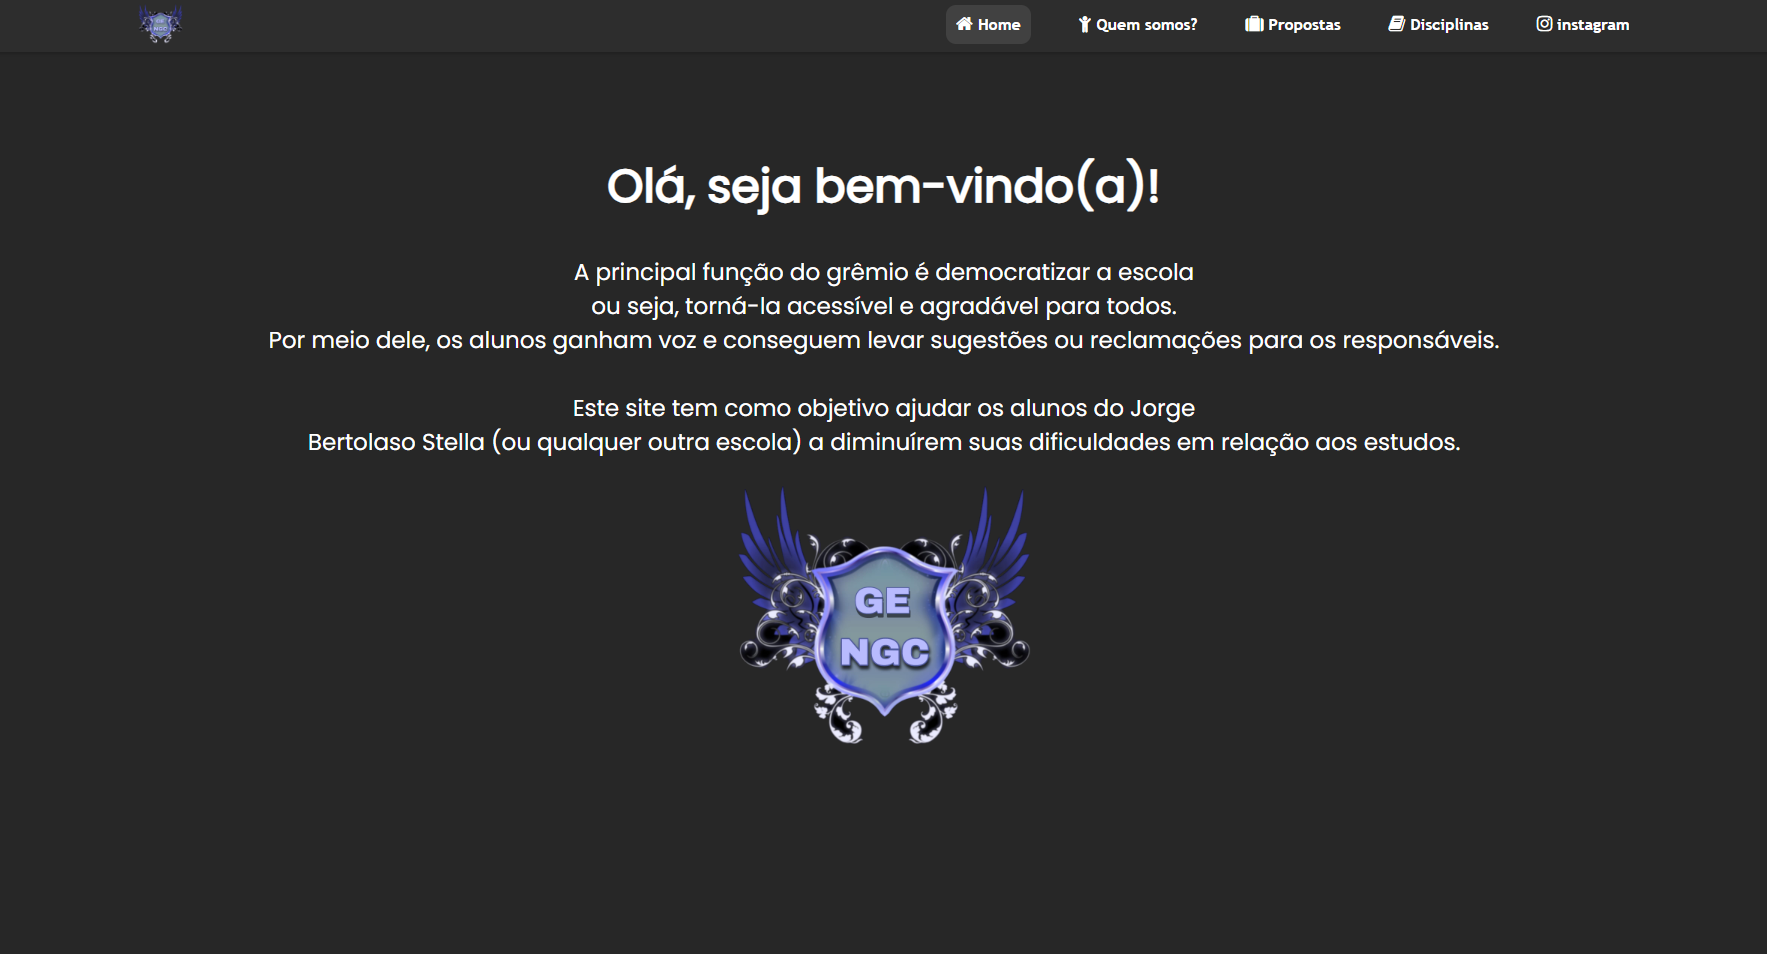 GE
NGC
Home
Quem somos?
Propostas
Disciplinas
instagram
Olá, seja bem-vindo(a)!
A principal função do grêmio é democratizar a escola
ou seja, torná-la acessível e agradável para todos.
Por meio dele, os alunos ganham voz e conseguem levar sugestões ou reclamações para os responsáveis.
Este site tem como objetivo ajudar os alunos do Jorge
Bertolaso Stella (ou qualquer outra escola) a diminuírem suas dificuldades em relação aos estudos.
GE
NGC